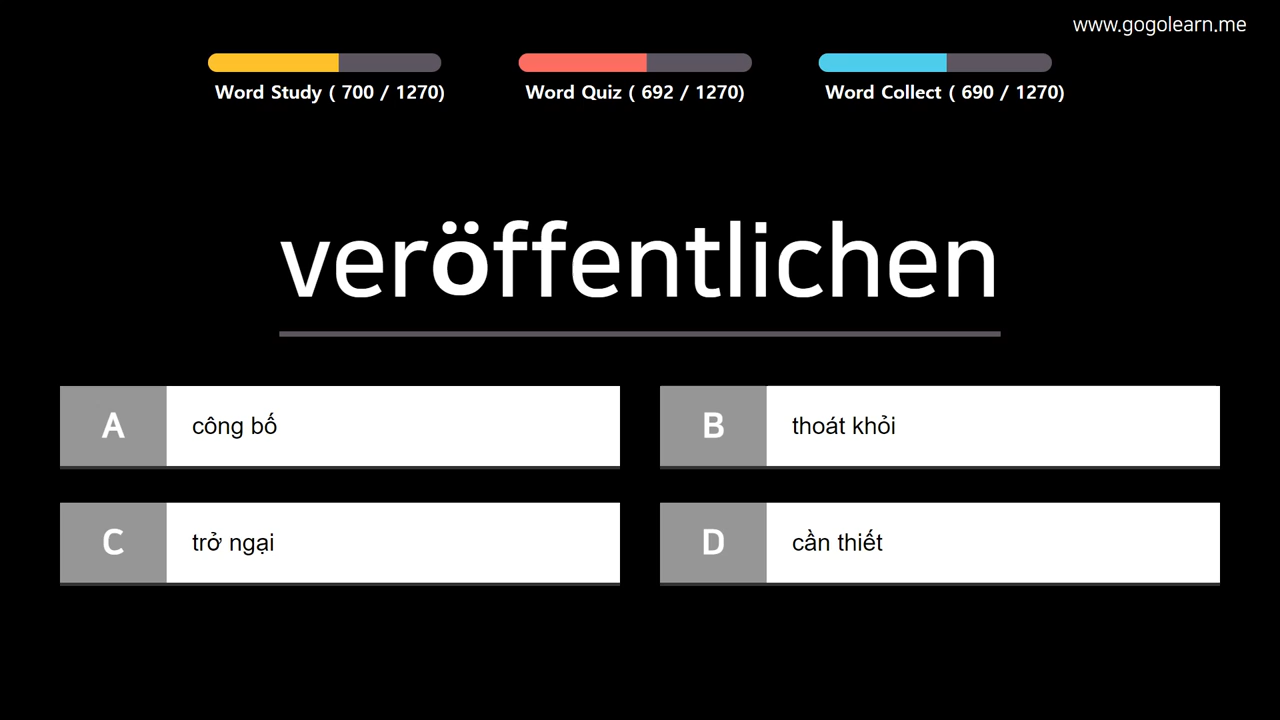 www.gogolearn.me
Word Study ( 700 / 1270)
Word Quiz ( 692 / 1270)
Word Collect ( 690 / 1270)
veröffentlichen
A công bố
B thoát khỏi
C trở ngại
D cần thiết